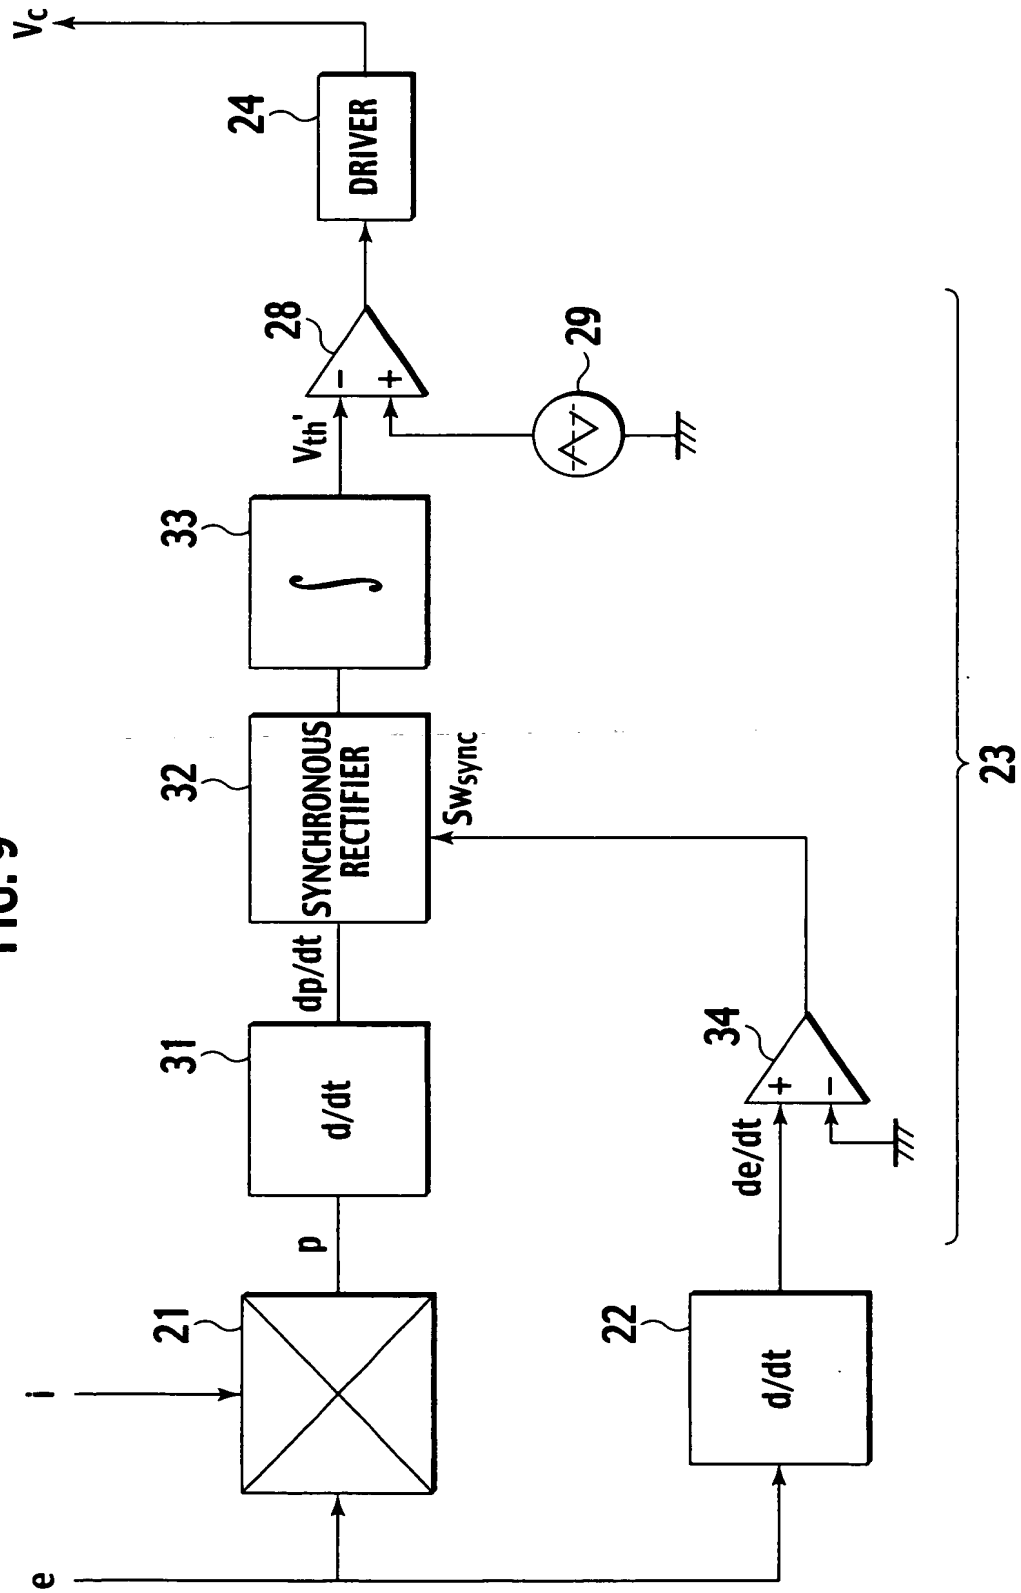 FIG. 9
e
i
21
p
31
d/dt
dp/dt
32
SYNCHRONOUS
RECTIFIER
33
∫
Vth'
28
−
+
29
24
DRIVER
Vc
22
d/dt
de/dt
34
+
−
Swsync
23